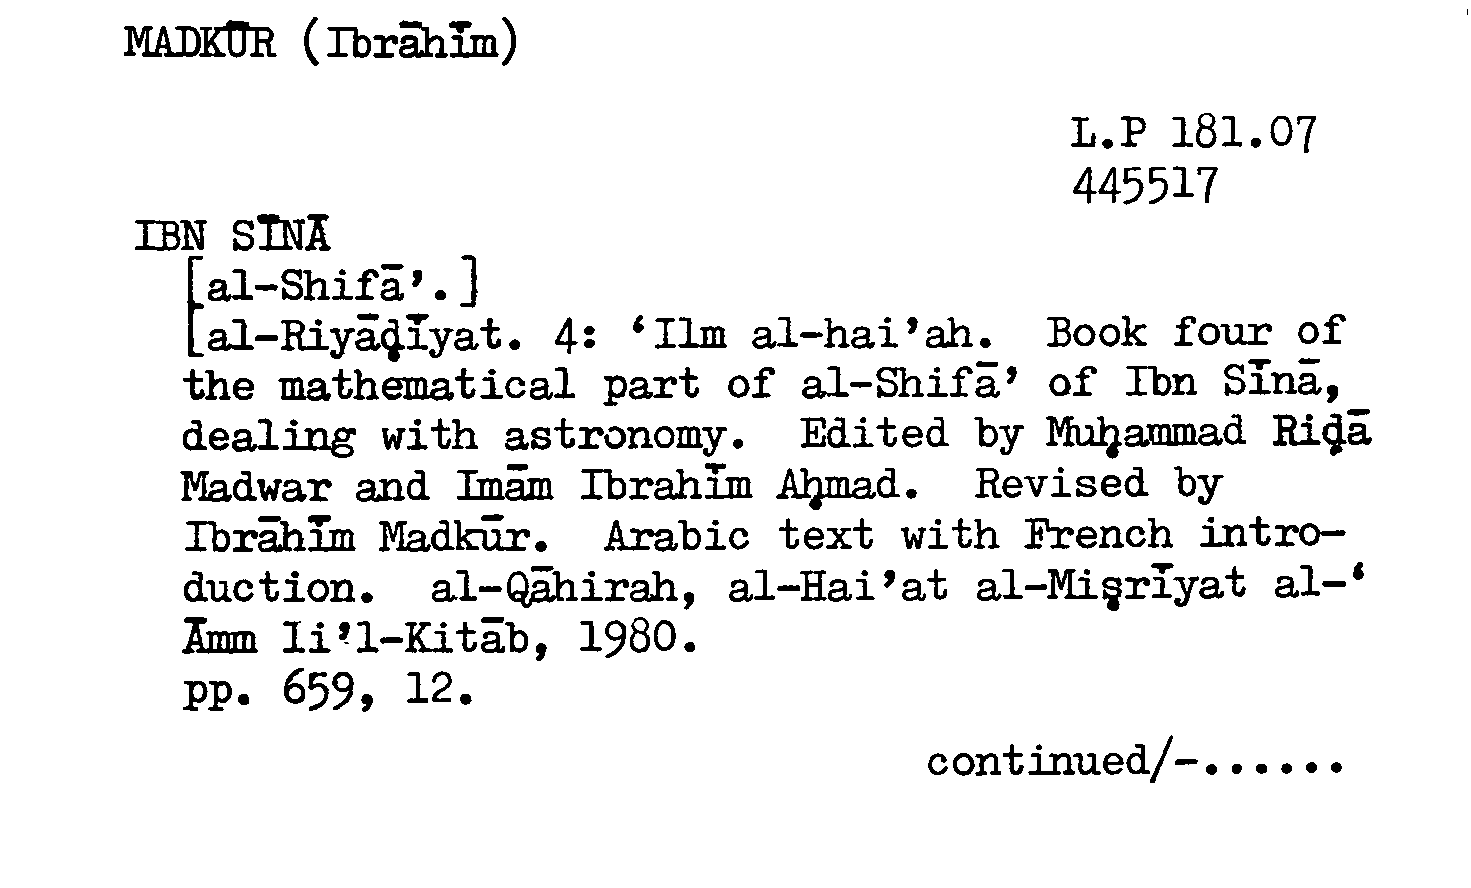 MADKŪR (Ibrāhīm)
L.P 181.07
445517
IBN SĪNĀ
[al-Shifā’.]
[al-Riyāḍīyat. 4: ‘Ilm al-hai’ah. Book four of
the mathematical part of al-Shifā’ of Ibn Sīnā,
dealing with astronomy. Edited by Muḥammad Riḍā
Madwar and Imām Ibrahīm Aḥmad. Revised by
Ibrāhīm Madkūr. Arabic text with French intro-
duction. al-Qāhirah, al-Hai’at al-Miṣrīyat al-‘
Āmm li’l-Kitāb, 1980.
pp. 659, 12.
continued/-......